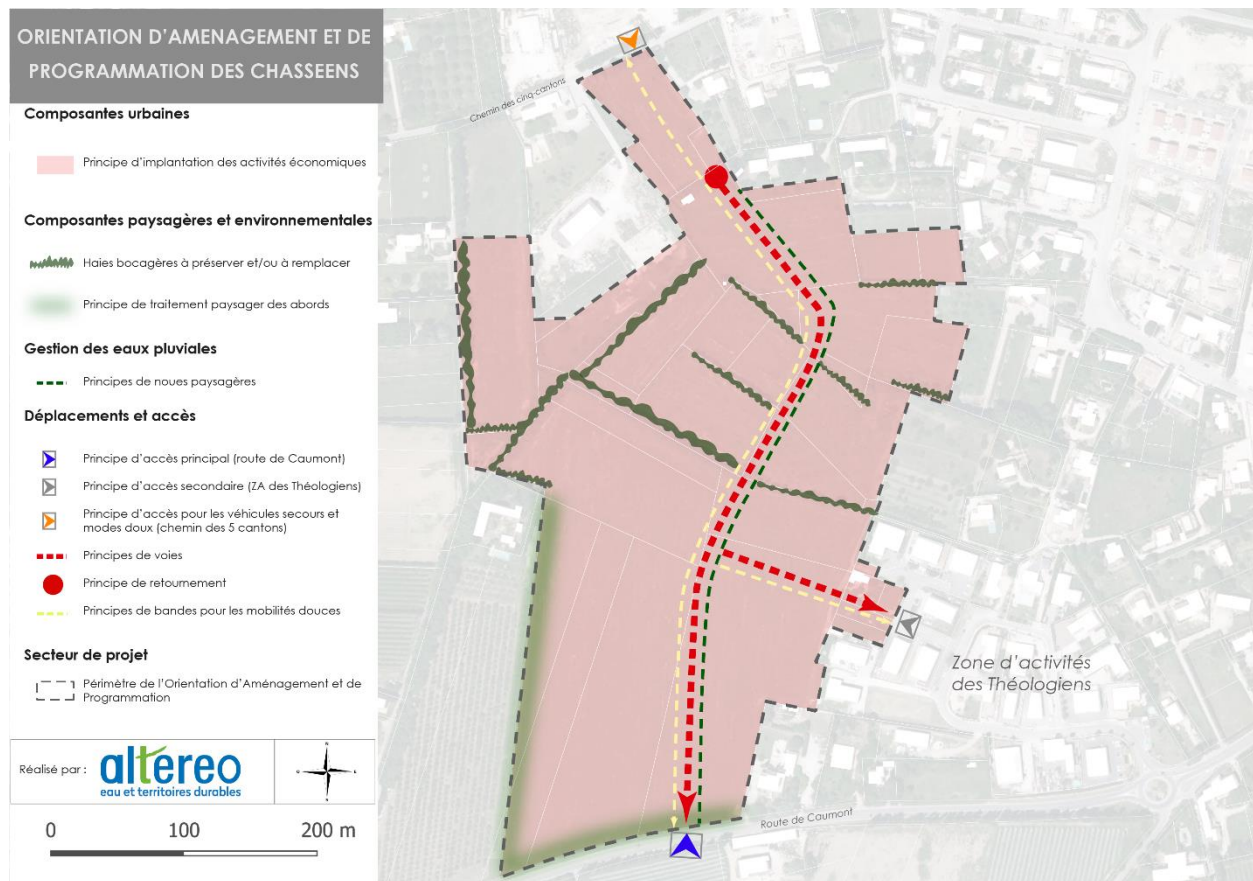 ORIENTATION D’AMENAGEMENT ET DE
PROGRAMMATION DES CHASSEENS
Composantes urbaines
Principe d’implantation des activités économiques
Composantes paysagères et environnementales
Haies bocagères à préserver et/ou à remplacer
Principe de traitement paysager des abords
Gestion des eaux pluviales
Principes de noues paysagères
Déplacements et accès
Principe d’accès principal (route de Caumont)
Principe d’accès secondaire (ZA des Théologiens)
Principe d’accès pour les véhicules secours et
modes doux (chemin des 5 cantons)
Principes de voies
Principe de retournement
Principes de bandes pour les mobilités douces
Secteur de projet
Périmètre de l’Orientation d’Aménagement et de
Programmation
Réalisé par :
altereo
eau et territoires durables
0 100 200 m
Chemin des cinq-cantons
Zone d’activités
des Théologiens
Route de Caumont